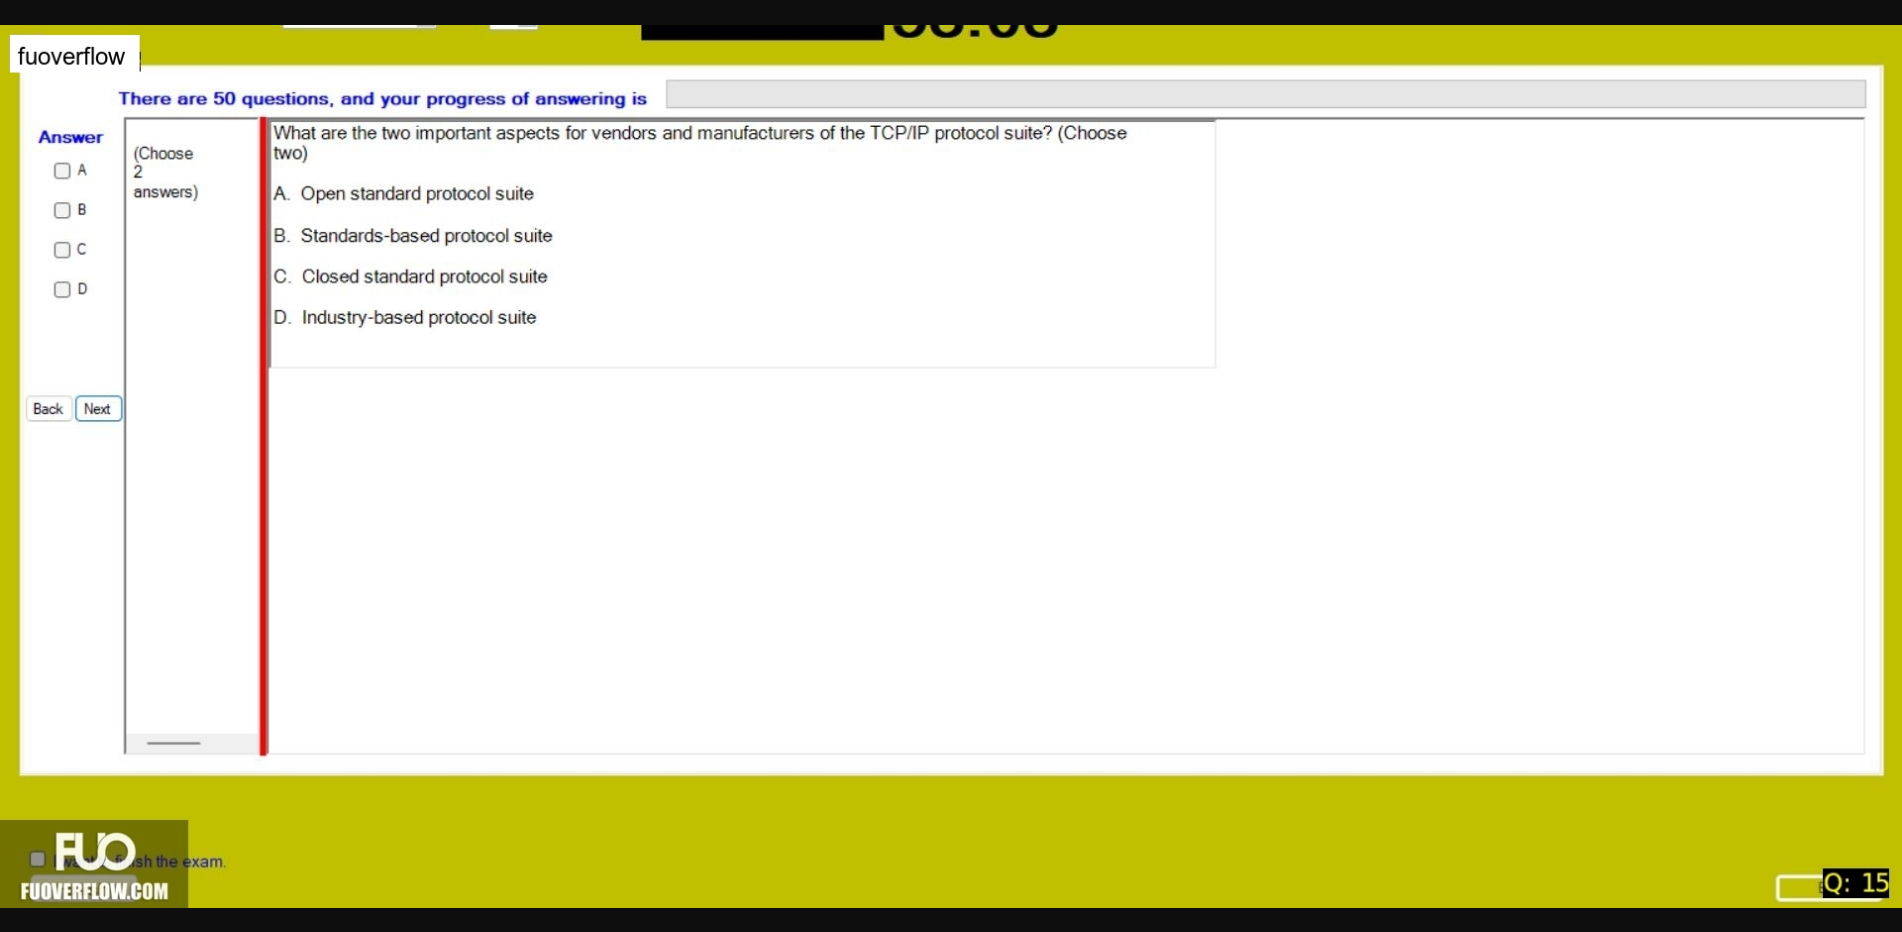 fuoverflow
There are 50 questions, and your progress of answering is
Answer
A
B
C
D
(Choose
2
answers)
What are the two important aspects for vendors and manufacturers of the TCP/IP protocol suite? (Choose
two)
A. Open standard protocol suite
B. Standards-based protocol suite
C. Closed standard protocol suite
D. Industry-based protocol suite
Back Next
FUO
sh the exam.
FUOVERFLOW.COM
Q: 15